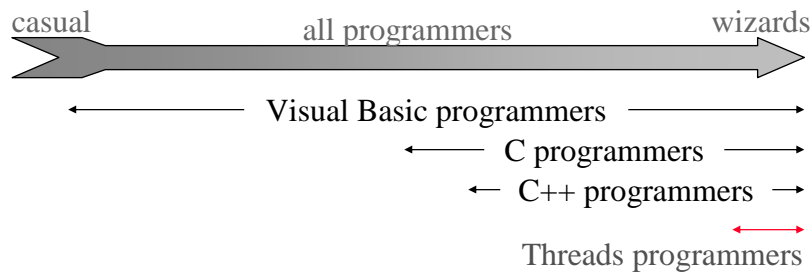 casual all programmers wizards
Visual Basic programmers
C programmers
C++ programmers
Threads programmers